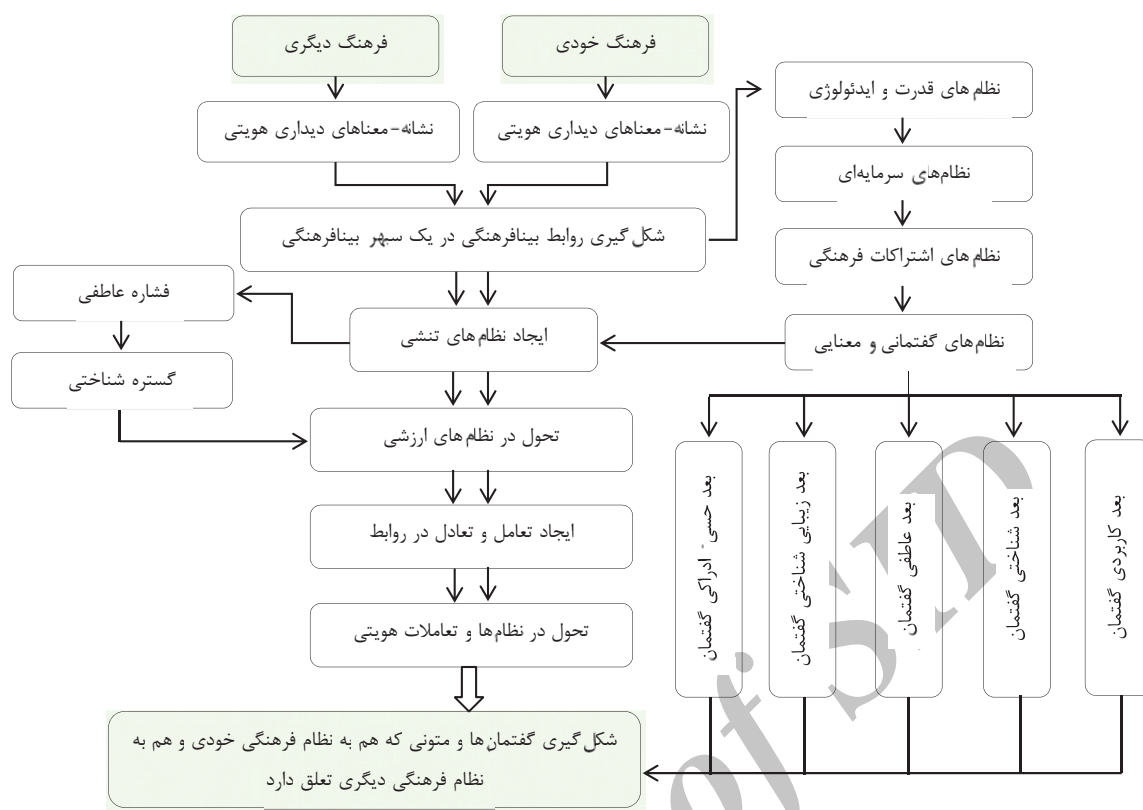 فرهنگ خودی
فرهنگ دیگری
نظام‌های قدرت و ایدئولوژی
نشانه-معناهای دیداری هویتی
نشانه-معناهای دیداری هویتی
نظام‌های سرمایه‌ای
شکل‌گیری روابط بینافرهنگی در یک سپهر بینافرهنگی
نظام‌های اشتراکات فرهنگی
فشاره عاطفی
ایجاد نظام‌های تنشی
نظام‌های گفتمانی و معنایی
گستره شناختی
تحول در نظام‌های ارزشی
ایجاد تعامل و تعادل در روابط
تحول در نظام‌ها و تعاملات هویتی
بعد کاربردی گفتمان
بعد شناختی گفتمان
بعد عاطفی گفتمان
بعد زیبایی شناختی گفتمان
بعد حسی- ادراکی گفتمان
شکل‌گیری گفتمان‌ها و متونی که هم به نظام فرهنگی خودی و هم به
نظام فرهنگی دیگری تعلق دارد
of SID